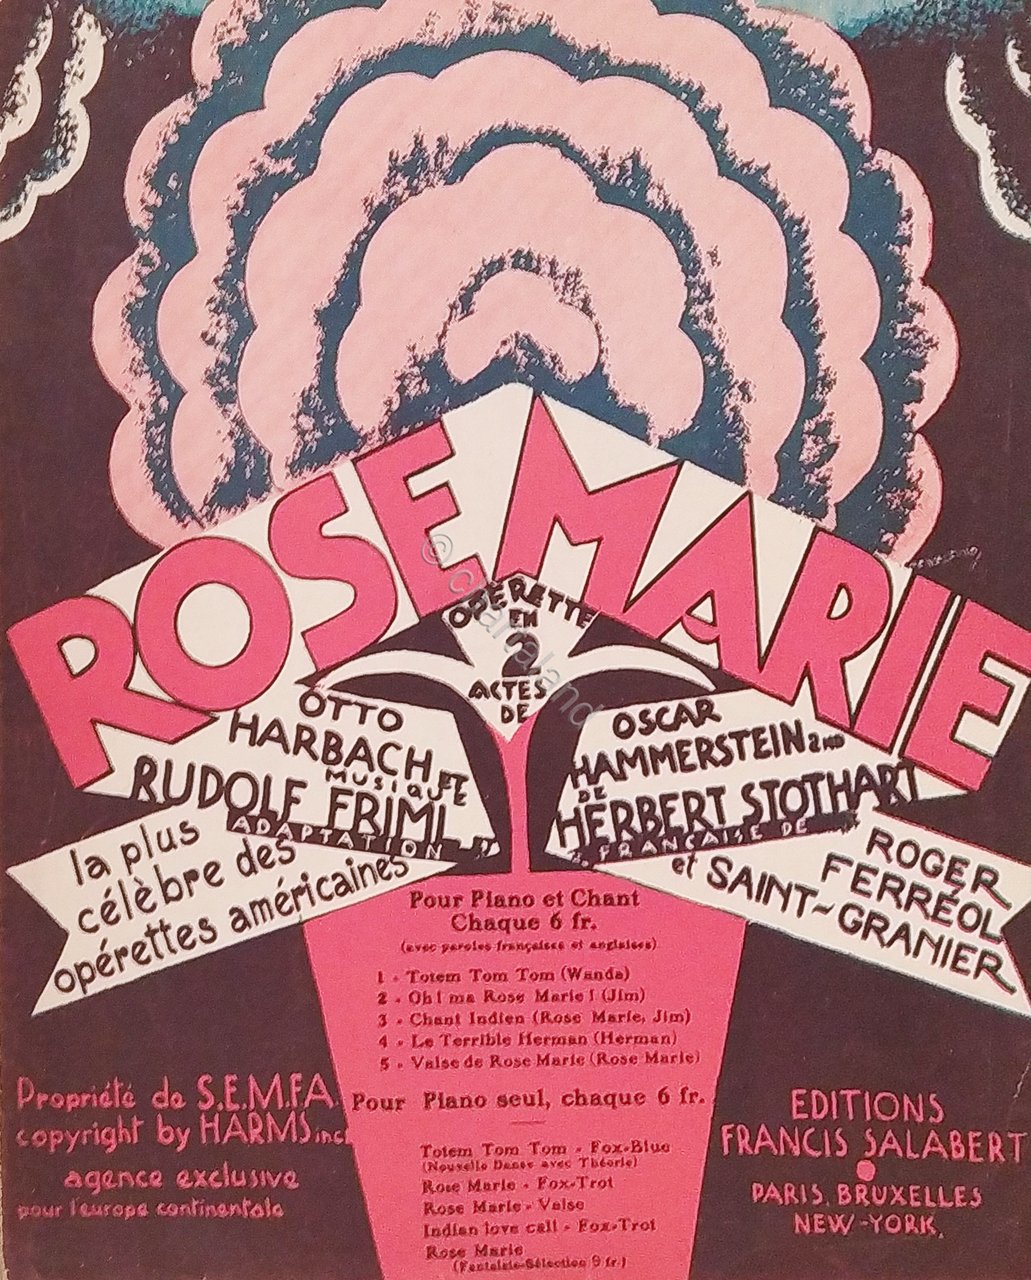 ROSE MARIE
OPÉRETTE
EN
2
ACTES
DE
OTTO
HARBACH ET
OSCAR
HAMMERSTEIN 2ND
MUSIQUE DE
RUDOLF FRIML ET
HERBERT STOTHART
ADAPTATION FRANÇAISE DE
ROGER
FERRÉOL
et SAINT-GRANIER
la plus
célèbre des
opérettes américaines
Pour Piano et Chant
Chaque 6 fr.
(avec paroles françaises et anglaises)
1 - Totem Tom Tom (Wanda)
2 - Oh! ma Rose Marie! (Jim)
3 - Chant Indien (Rose Marie, Jim)
4 - Le Terrible Herman (Herman)
5 - Valse de Rose Marie (Rose Marie)
Pour Piano seul, chaque 6 fr.
Totem Tom Tom - Fox-Blue
(Nouvelle Danse avec Théorie)
Rose Marie - Fox-Trot
Rose Marie - Valse
Indian love call - Fox-Trot
Rose Marie
(Fantaisie-Sélection 9 fr.)
Propriété de S.E.M.F.A.
copyright by HARMS inc.
agence exclusive
pour l'europe continentale
EDITIONS
FRANCIS SALABERT
PARIS, BRUXELLES
NEW-YORK.
© chartaland